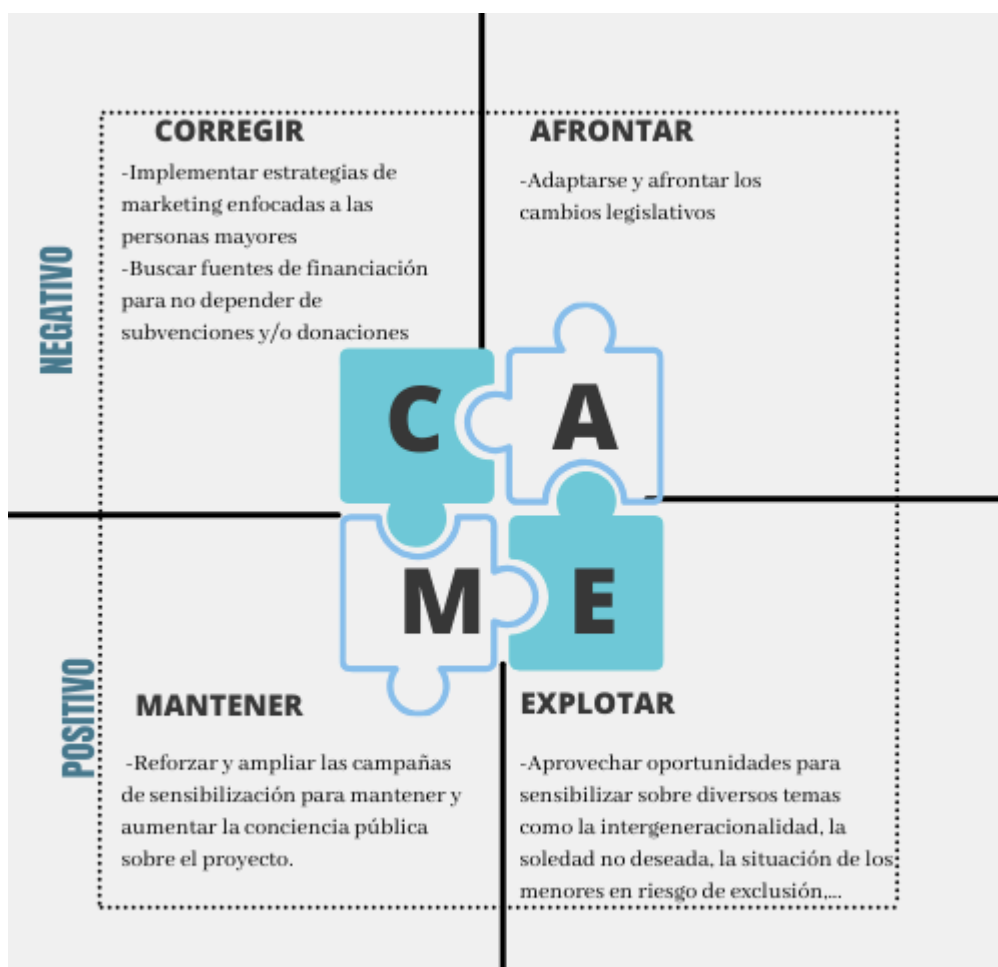 CORREGIR
-Implementar estrategias de
marketing enfocadas a las
personas mayores
-Buscar fuentes de financiación
para no depender de
subvenciones y/o donaciones
AFRONTAR
-Adaptarse y afrontar los
cambios legislativos
NEGATIVO
C
A
M
E
POSITIVO
MANTENER
-Reforzar y ampliar las campañas
de sensibilización para mantener y
aumentar la conciencia pública
sobre el proyecto.
EXPLOTAR
-Aprovechar oportunidades para
sensibilizar sobre diversos temas
como la intergeneracionalidad, la
soledad no deseada, la situación de los
menores en riesgo de exclusión,...